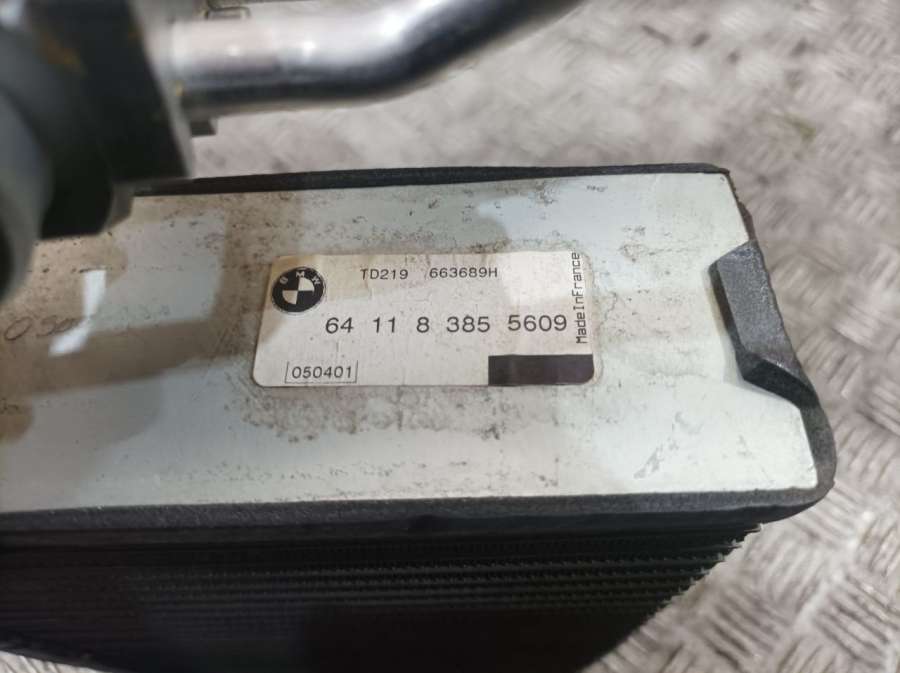 TD219 663689H
BMW
64 11 8 385 5609
MadeInFrance
050401